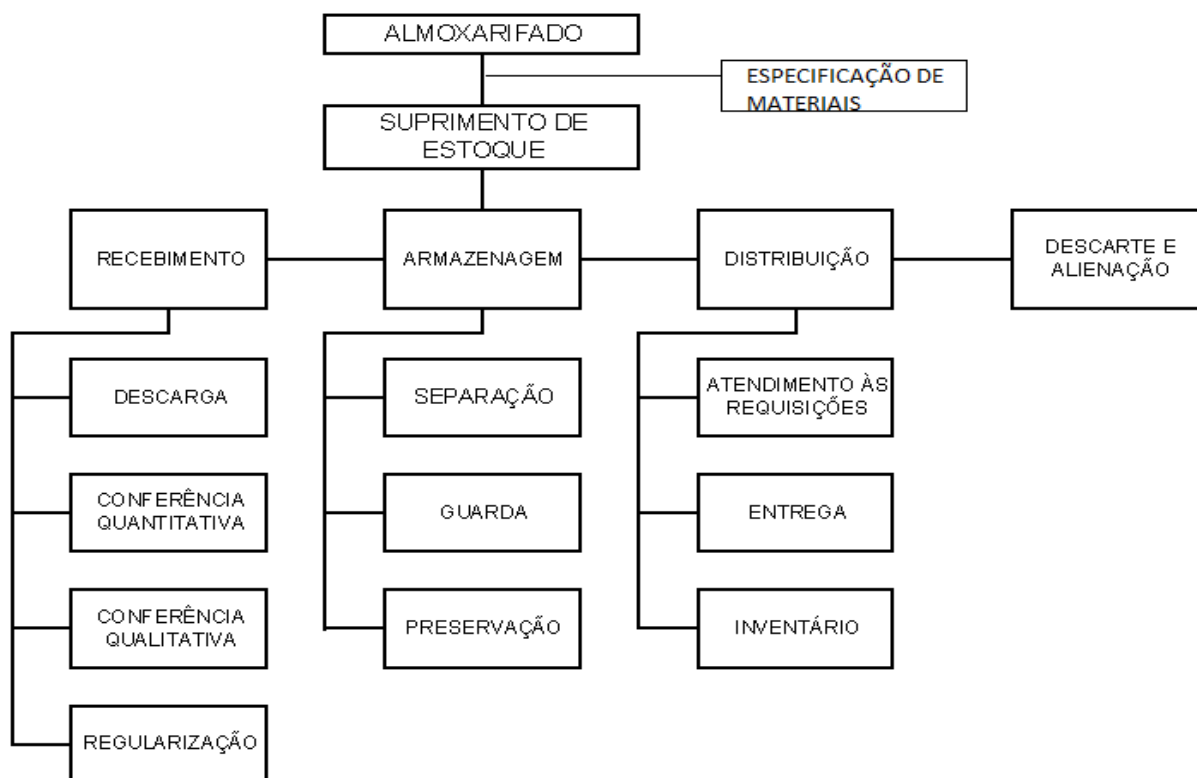 ALMOXARIFADO
ESPECIFICAÇÃO DE
MATERIAIS
SUPRIMENTO DE
ESTOQUE
RECEBIMENTO
ARMAZENAGEM
DISTRIBUIÇÃO
DESCARTE E
ALIENAÇÃO
DESCARGA
SEPARAÇÃO
ATENDIMENTO ÀS
REQUISIÇÕES
CONFERÊNCIA
QUANTITATIVA
GUARDA
ENTREGA
CONFERÊNCIA
QUALITATIVA
PRESERVAÇÃO
INVENTÁRIO
REGULARIZAÇÃO